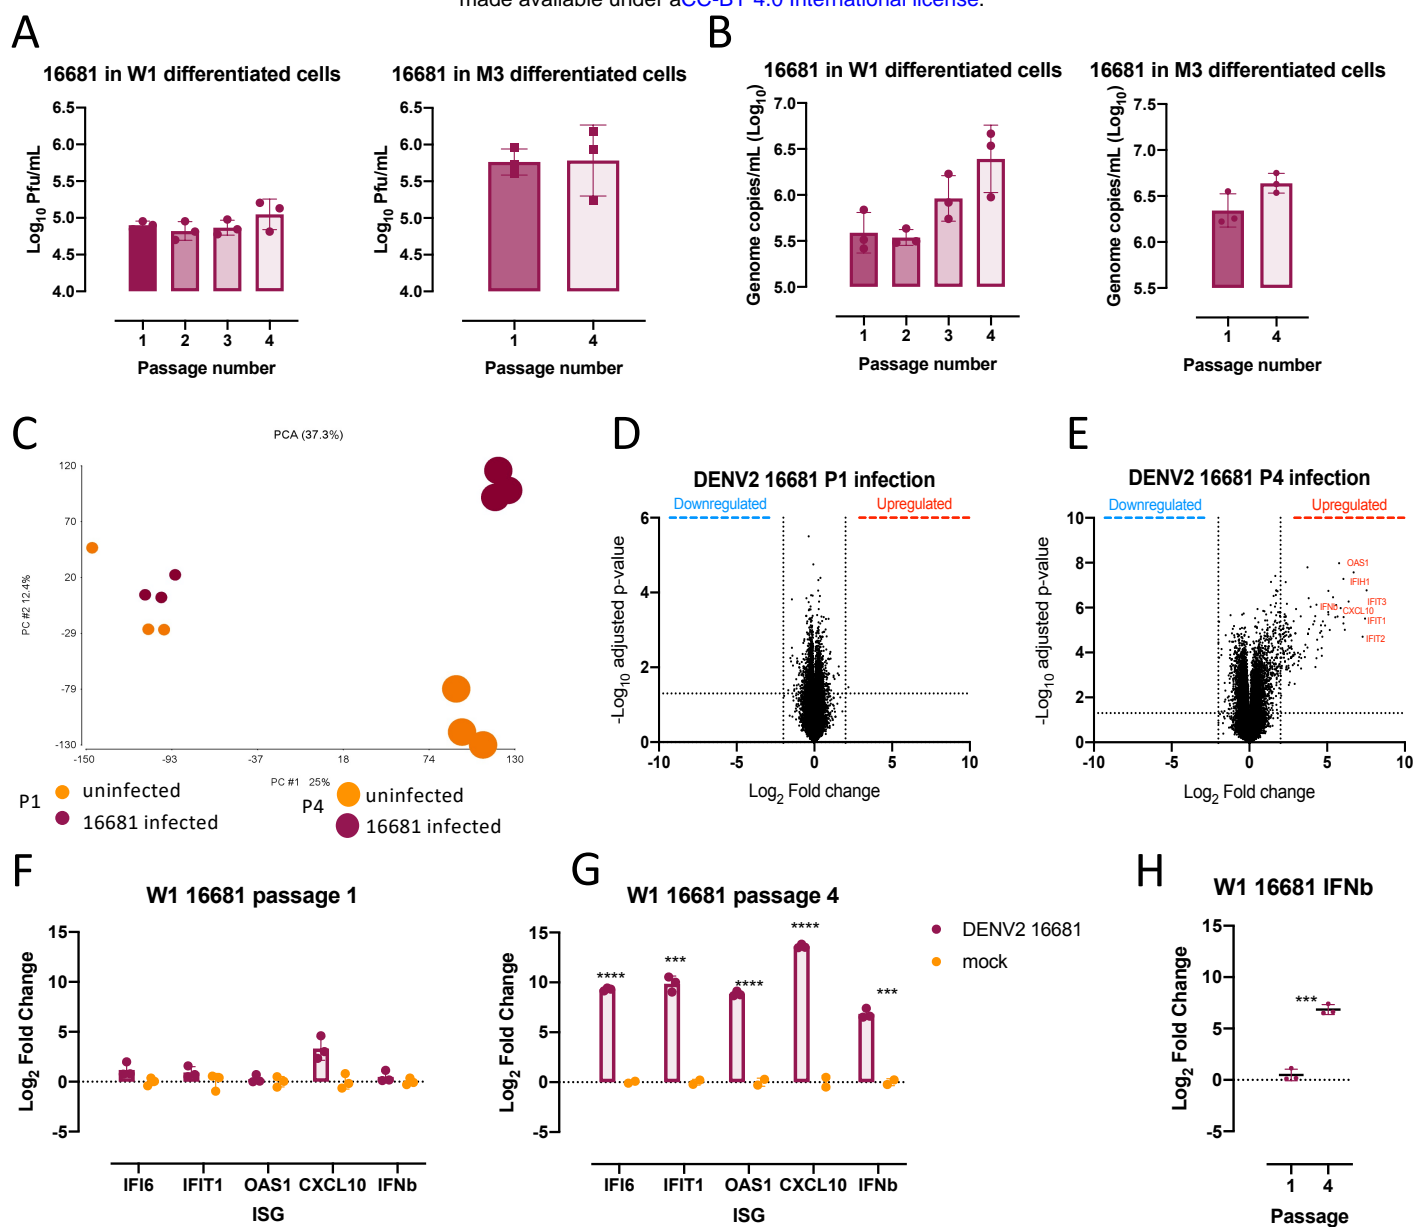 made available under aCC-BY 4.0 International license.
A
16681 in W1 differentiated cells
Log10 Pfu/mL
6.5
6.0
5.5
5.0
4.5
4.0
1 2 3 4
Passage number
16681 in M3 differentiated cells
Log10 Pfu/mL
6.5
6.0
5.5
5.0
4.5
4.0
1 4
Passage number
B
16681 in W1 differentiated cells
Genome copies/mL (Log10)
7.0
6.5
6.0
5.5
5.0
1 2 3 4
Passage number
16681 in M3 differentiated cells
Genome copies/mL (Log10)
7.5
7.0
6.5
6.0
5.5
1 4
Passage number
C
PCA (37.3%)
PC #2 12.4%
120
70
20
-29
-79
-130
-150 -93 -37 18 74 130
PC #1 25%
P1
uninfected
16681 infected
P4
uninfected
16681 infected
D
DENV2 16681 P1 infection
Downregulated
Upregulated
-Log10 adjusted p-value
6
4
2
0
-10 -5 0 5 10
Log2 Fold change
E
DENV2 16681 P4 infection
Downregulated
Upregulated
-Log10 adjusted p-value
10
8
6
4
2
0
OAS1
IFIH1
IFIT3
IFNb
CXCL10
IFIT1
IFIT2
-10 -5 0 5 10
Log2 Fold change
F
W1 16681 passage 1
Log2 Fold Change
15
10
5
0
-5
IFI6 IFIT1 OAS1 CXCL10 IFNb
ISG
G
W1 16681 passage 4
Log2 Fold Change
15
10
5
0
-5
****
***
****
****
***
IFI6 IFIT1 OAS1 CXCL10 IFNb
ISG
DENV2 16681
mock
H
W1 16681 IFNb
Log2 Fold Change
15
10
5
0
-5
***
1 4
Passage